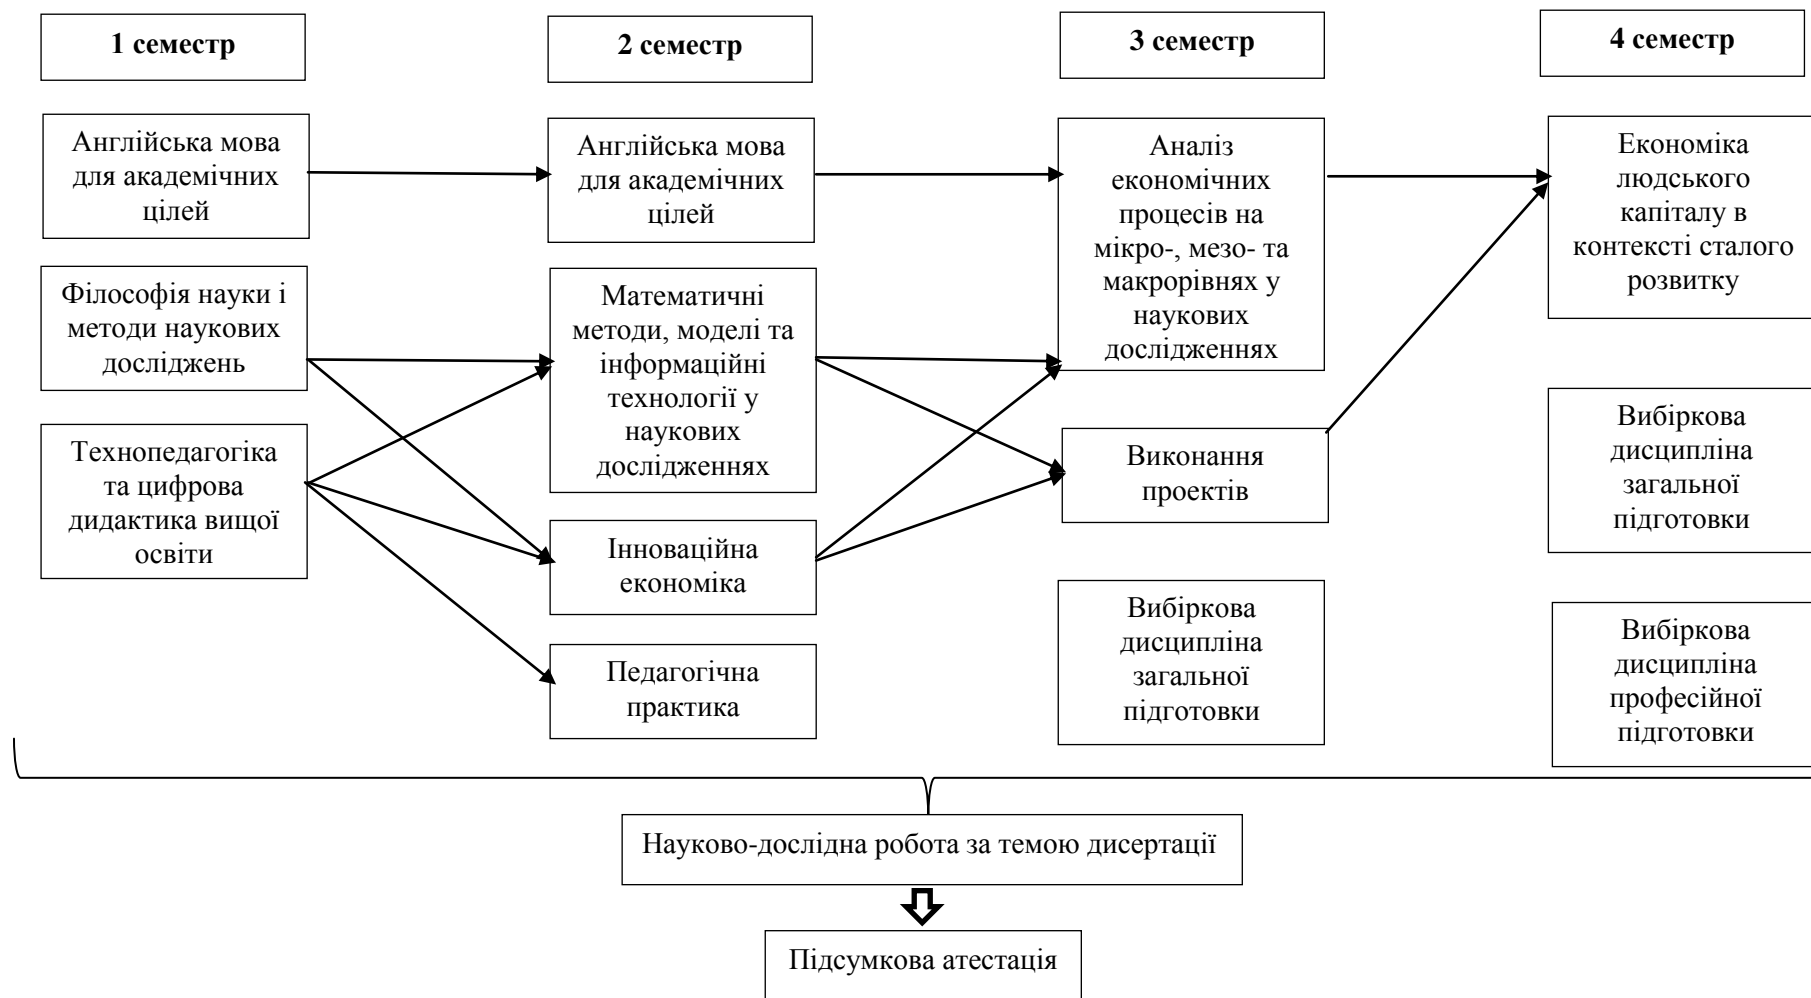 1 семестр
2 семестр
3 семестр
4 семестр
Англійська мова
для академічних
цілей
Філософія науки і
методи наукових
досліджень
Технопедагогіка
та цифрова
дидактика вищої
освіти
Англійська мова
для академічних
цілей
Математичні
методи, моделі та
інформаційні
технології у
наукових
дослідженнях
Інноваційна
економіка
Педагогічна
практика
Аналіз
економічних
процесів на
мікро-, мезо- та
макрорівнях у
наукових
дослідженнях
Виконання
проектів
Вибіркова
дисципліна
загальної
підготовки
Економіка
людського
капіталу в
контексті сталого
розвитку
Вибіркова
дисципліна
загальної
підготовки
Вибіркова
дисципліна
професійної
підготовки
Науково-дослідна робота за темою дисертації
Підсумкова атестація